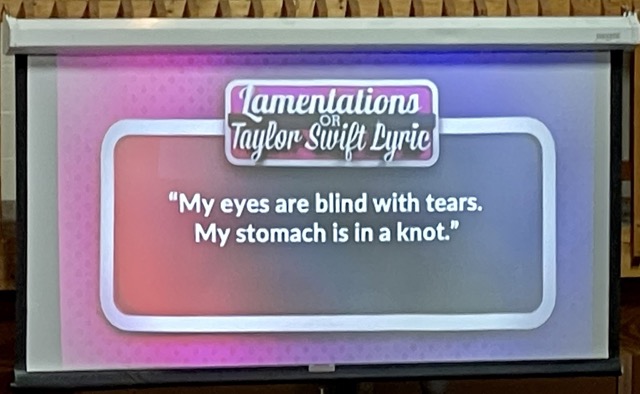 Lamentations
OR
Taylor Swift Lyric
“My eyes are blind with tears.
My stomach is in a knot.”